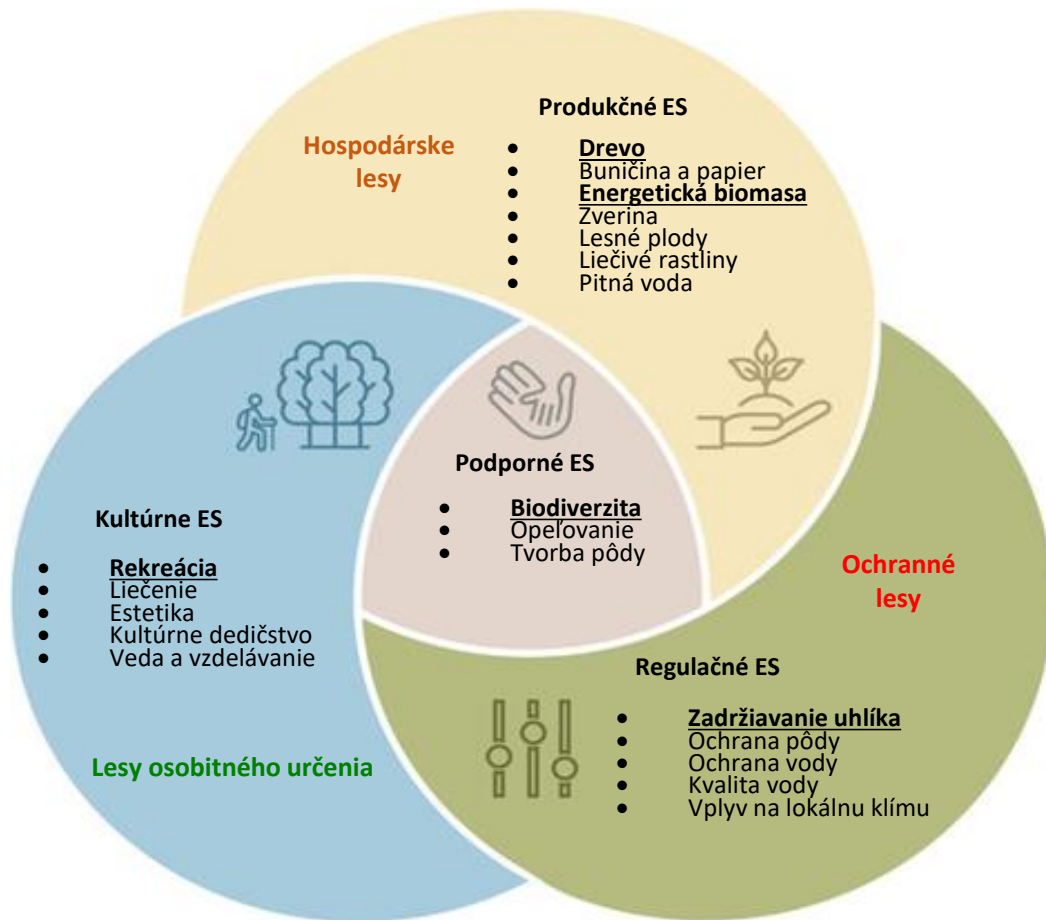 Hospodárske
lesy
Produkčné ES
• Drevo
• Buničina a papier
• Energetická biomasa
• Zverina
• Lesné plody
• Liečivé rastliny
• Pitná voda
Podporné ES
• Biodiverzita
• Opeľovanie
• Tvorba pôdy
Kultúrne ES
• Rekreácia
• Liečenie
• Estetika
• Kultúrne dedičstvo
• Veda a vzdelávanie
Lesy osobitného určenia
Ochranné
lesy
Regulačné ES
• Zadržiavanie uhlíka
• Ochrana pôdy
• Ochrana vody
• Kvalita vody
• Vplyv na lokálnu klímu